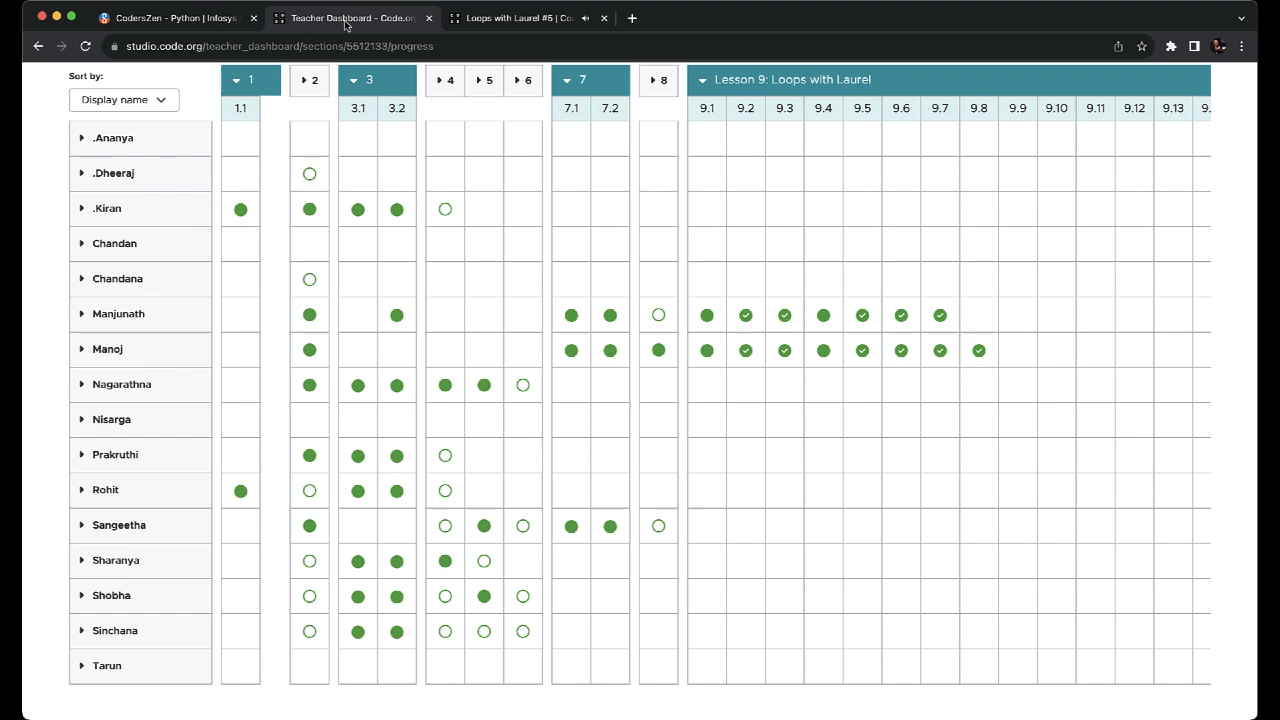 CodersZen - Python | Infosys
Teacher Dashboard - Code.or
Loops with Laurel #5 | Co
studio.code.org/teacher_dashboard/sections/5512133/progress
Sort by:
Display name
1 2 3 4 5 6 7 8 Lesson 9: Loops with Laurel
1.1 3.1 3.2 7.1 7.2 9.1 9.2 9.3 9.4 9.5 9.6 9.7 9.8 9.9 9.10 9.11 9.12 9.13 9.
.Ananya
.Dheeraj
.Kiran
Chandan
Chandana
Manjunath
Manoj
Nagarathna
Nisarga
Prakruthi
Rohit
Sangeetha
Sharanya
Shobha
Sinchana
Tarun